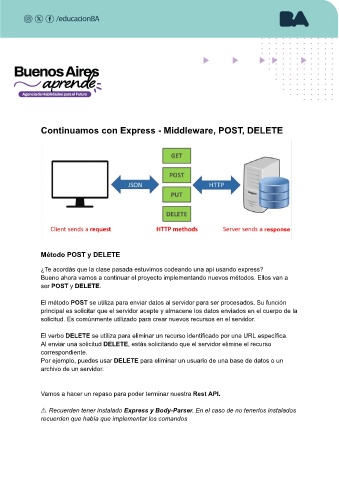 /educacionBA
BA
Buenos Aires
aprende
Agencia de Habilidades para el Futuro
Continuamos con Express - Middleware, POST, DELETE
GET
POST
JSON
HTTP
PUT
DELETE
Client sends a request
HTTP methods
Server sends a response
Método POST y DELETE
¿Te acordás que la clase pasada estuvimos codeando una api usando express?
Bueno ahora vamos a continuar el proyecto implementando nuevos métodos. Ellos van a
ser POST y DELETE.
El método POST se utiliza para enviar datos al servidor para ser procesados. Su función
principal es solicitar que el servidor acepte y almacene los datos enviados en el cuerpo de la
solicitud. Es comúnmente utilizado para crear nuevos recursos en el servidor.
El verbo DELETE se utiliza para eliminar un recurso identificado por una URL específica.
Al enviar una solicitud DELETE, estás solicitando que el servidor elimine el recurso
correspondiente.
Por ejemplo, puedes usar DELETE para eliminar un usuario de una base de datos o un
archivo de un servidor.
Vamos a hacer un repaso para poder terminar nuestra Rest API.
⚠ Recuerden tener instalado Express y Body-Parser. En el caso de no tenerlos instalados
recuerden que había que implementar los comandos